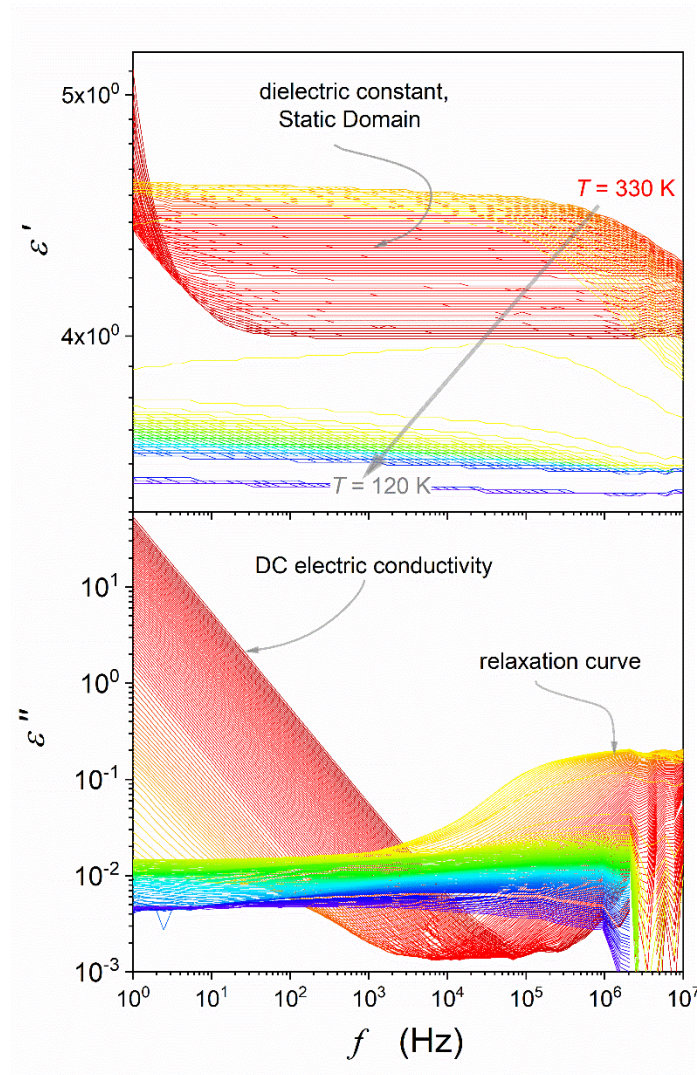 5x10⁰
dielectric constant,
Static Domain
T = 330 K
ε'
4x10⁰
T = 120 K
DC electric conductivity
10¹
relaxation curve
10⁰
ε"
10⁻¹
10⁻²
10⁻³
10⁰ 10¹ 10² 10³ 10⁴ 10⁵ 10⁶ 10⁷
f (Hz)